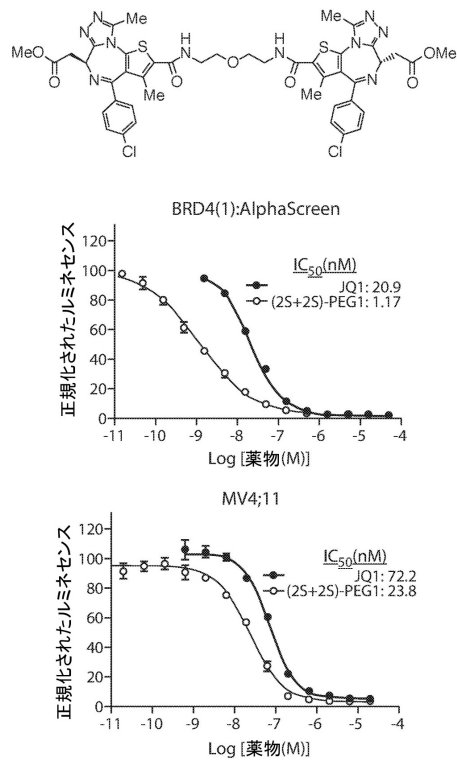 N Me Me N
N N S H N H N S N N
MeO N O O O N OMe
O Me Me O
Cl Cl
BRD4(1):AlphaScreen
正規化されたルミネセンス
120
100
80
60
40
20
0
IC50(nM)
JQ1: 20.9
(2S+2S)-PEG1: 1.17
-11 -10 -9 -8 -7 -6 -5 -4
Log [薬物(M)]
MV4;11
正規化されたルミネセンス
120
100
80
60
40
20
0
IC50(nM)
JQ1: 72.2
(2S+2S)-PEG1: 23.8
-11 -10 -9 -8 -7 -6 -5 -4
Log [薬物(M)]